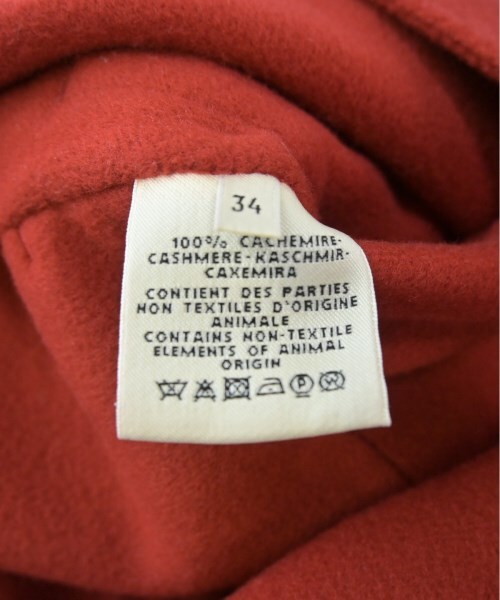 34
100% CACHEMIRE-
CASHMERE-KASCHMIR-
CAXEMIRA
CONTIENT DES PARTIES
NON TEXTILES D'ORIGINE
ANIMALE
CONTAINS NON-TEXTILE
ELEMENTS OF ANIMAL
ORIGIN
P W